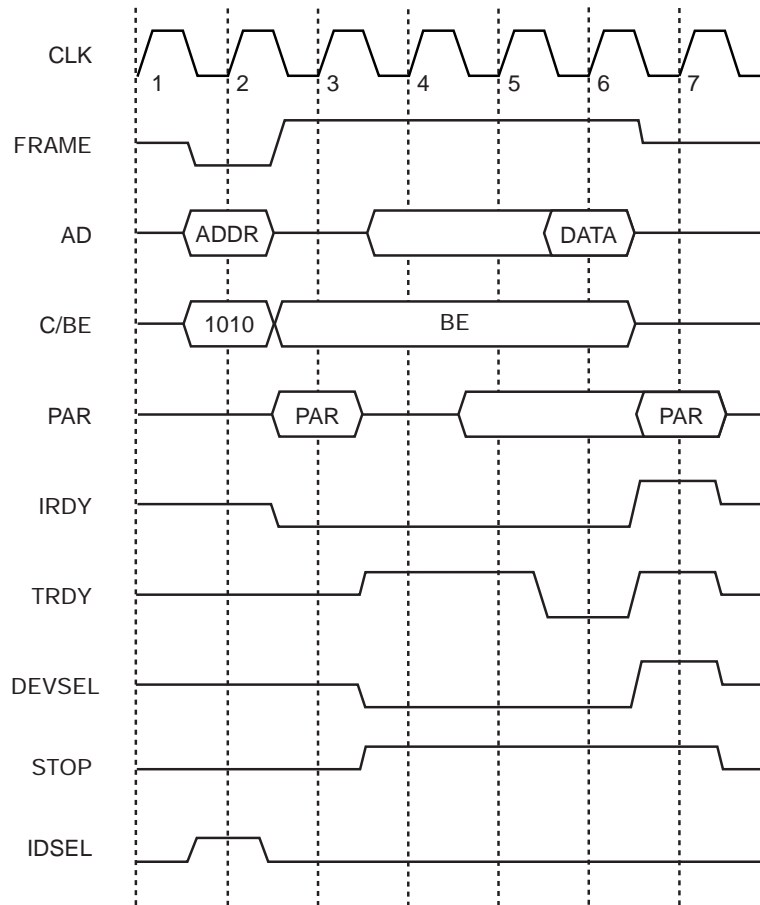 CLK
1 2 3 4 5 6 7
FRAME
AD ADDR DATA
C/BE 1010 BE
PAR PAR PAR
IRDY
TRDY
DEVSEL
STOP
IDSEL